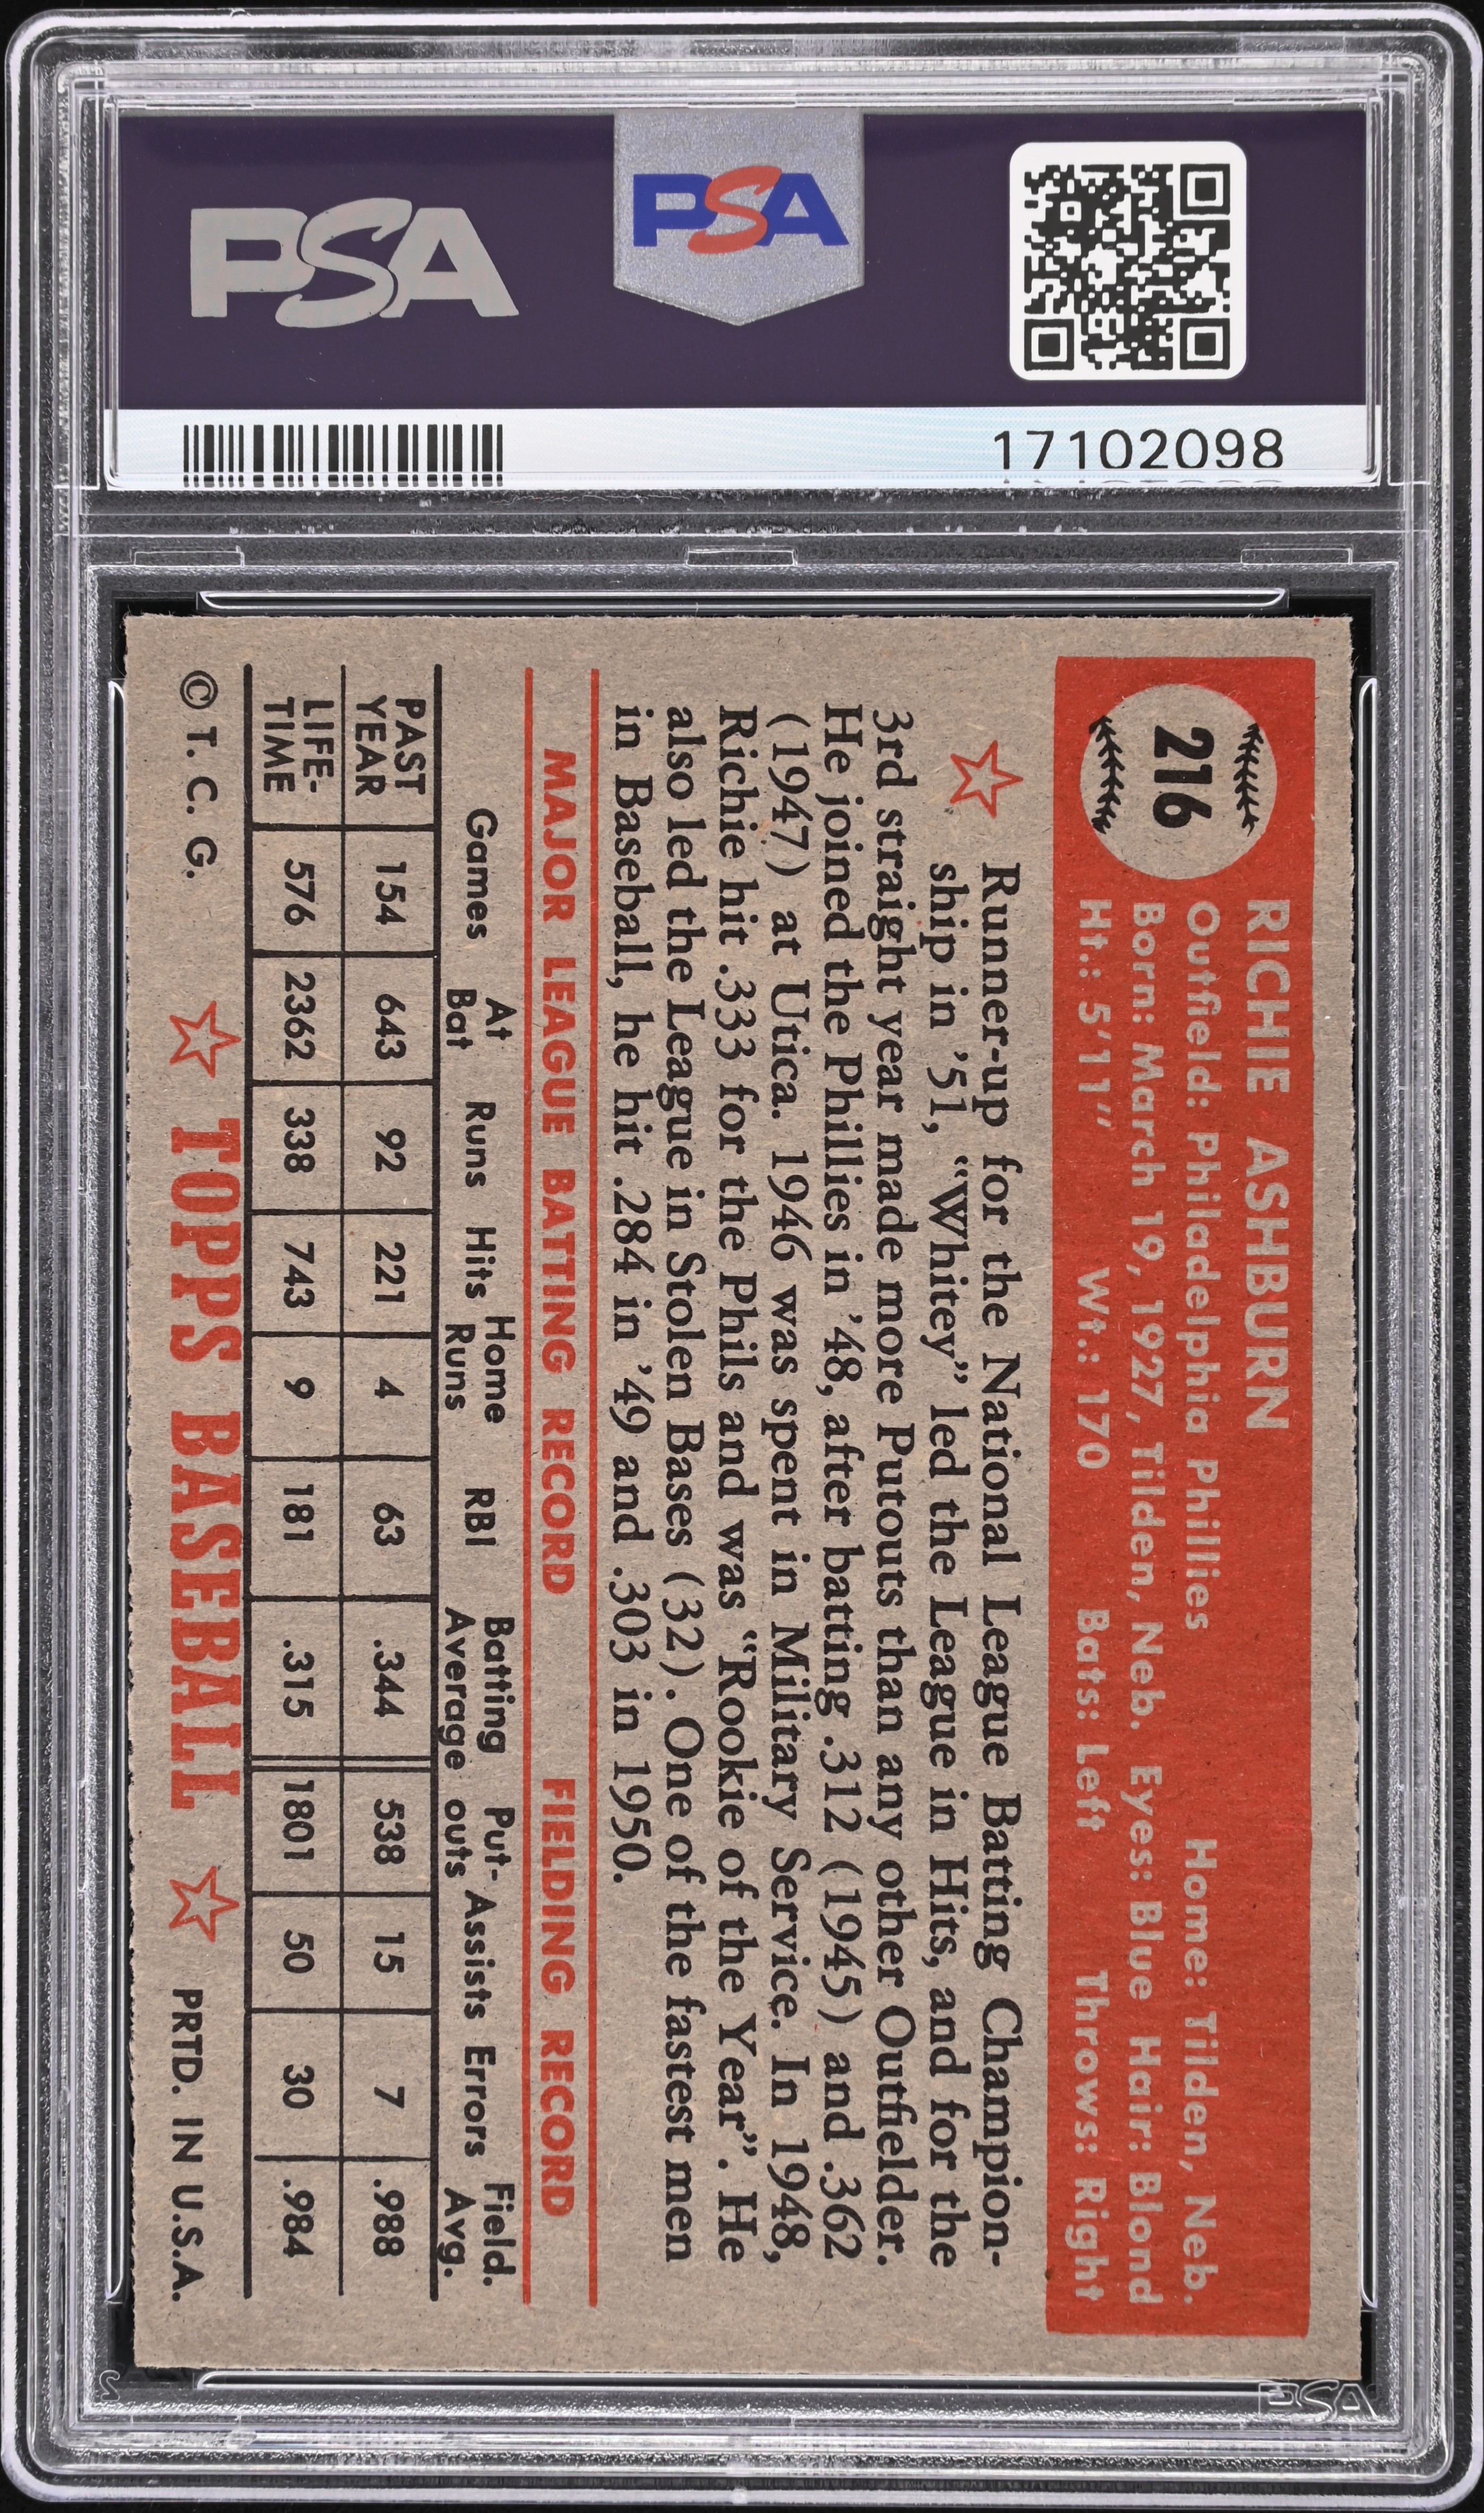 PSA
PSA
17102098
216
RICHIE ASHBURN
Outfield: Philadelphia Phillies Home: Tilden, Neb.
Born: March 19, 1927, Tilden, Neb. Eyes: Blue Hair: Blond
Ht.: 5'11" Wt.: 170 Bats: Left Throws: Right
Runner-up for the National League Batting Champion-
ship in '51, "Whitey" led the League in Hits, and for the
3rd straight year made more Putouts than any other Outfielder.
He joined the Phillies in '48, after batting .312 (1945) and .362
(1947) at Utica. 1946 was spent in Military Service. In 1948,
Richie hit .333 for the Phils and was "Rookie of the Year". He
also led the League in Stolen Bases (32). One of the fastest men
in Baseball, he hit .284 in '49 and .303 in 1950.
MAJOR LEAGUE BATTING RECORD FIELDING RECORD
Games At Bat Runs Hits Home Runs RBI Batting Average Put-outs Assists Errors Field. Avg.
PAST YEAR 154 643 92 221 4 63 .344 538 15 7 .988
LIFE-TIME 576 2362 338 743 9 181 .315 1801 50 30 .984
© T. C. G. TOPPS BASEBALL PRTD. IN U.S.A.
PSA